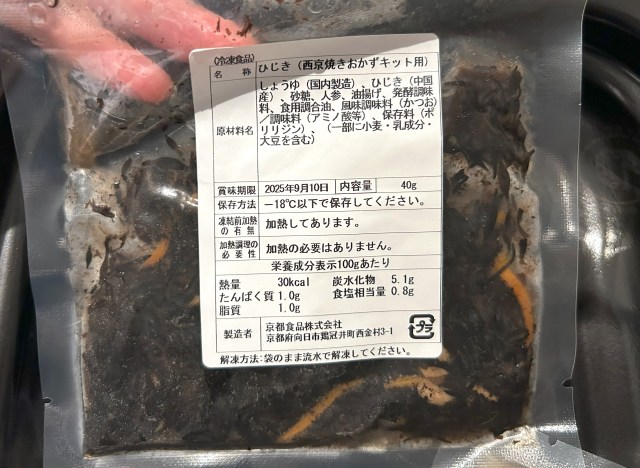 (冷凍食品)
名称 ひじき（西京焼きおかずキット用）
原材料名
しょうゆ（国内製造）、ひじき（中国
産）、砂糖、人参、油揚げ、発酵調味
料、食用調合油、風味調味料（かつお）
／調味料（アミノ酸等）、保存料（ポ
リリジン）、（一部に小麦・乳成分・
大豆を含む）
賞味期限 2025年9月10日 内容量 40g
保存方法 －18℃以下で保存してください。
凍結前加熱の有無 加熱してあります。
加熱調理の必要性 加熱の必要はありません。
栄養成分表示100gあたり
熱量 30kcal 炭水化物 5.1g
たんぱく質 1.0g 食塩相当量 0.8g
脂質 1.0g
製造者 京都食品株式会社
京都府向日市鶏冠井町西金村3-1
プラ
解凍方法：袋のまま流水で解凍してください。